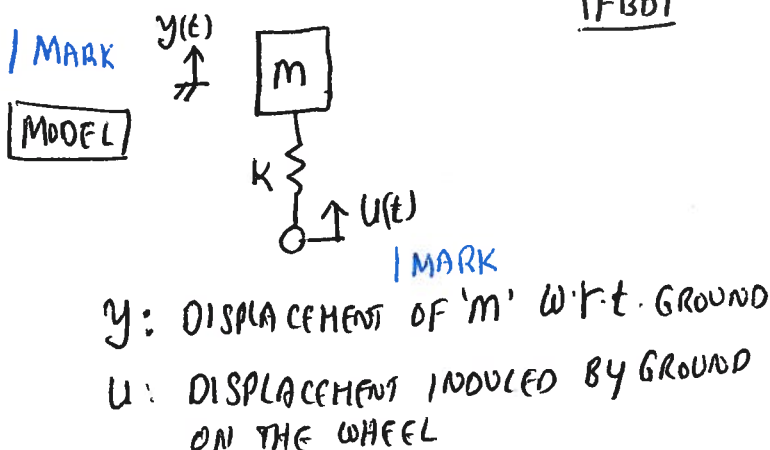 FBD
1 MARK
y(t)
m
MODEL
K
U(t)
1 MARK
y: DISPLACEMENT OF 'm' w.r.t. GROUND
u: DISPLACEMENT INDUCED BY GROUND
ON THE WHEEL